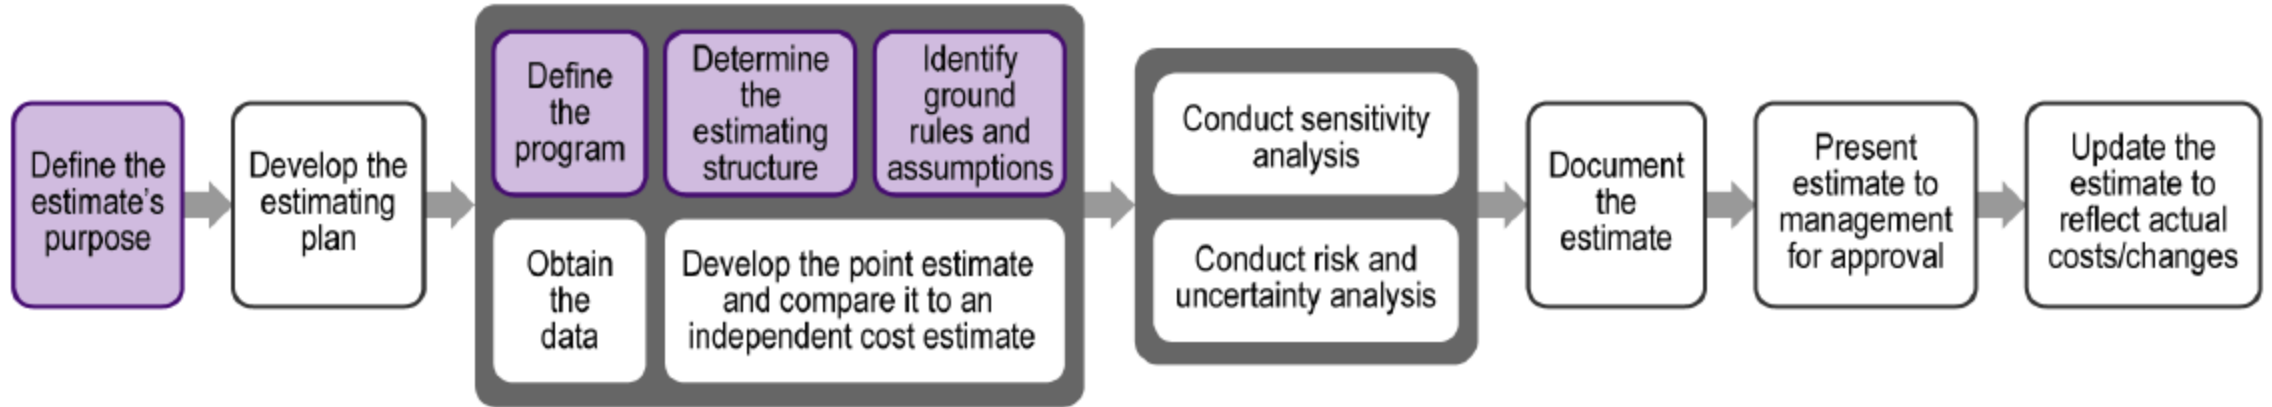 Define the
estimate's
purpose
Develop the
estimating
plan
Define
the
program
Determine
the
estimating
structure
Identify
ground
rules and
assumptions
Obtain
the
data
Develop the point estimate
and compare it to an
independent cost estimate
Conduct sensitivity
analysis
Conduct risk and
uncertainty analysis
Document
the
estimate
Present
estimate to
management
for approval
Update the
estimate to
reflect actual
costs/changes